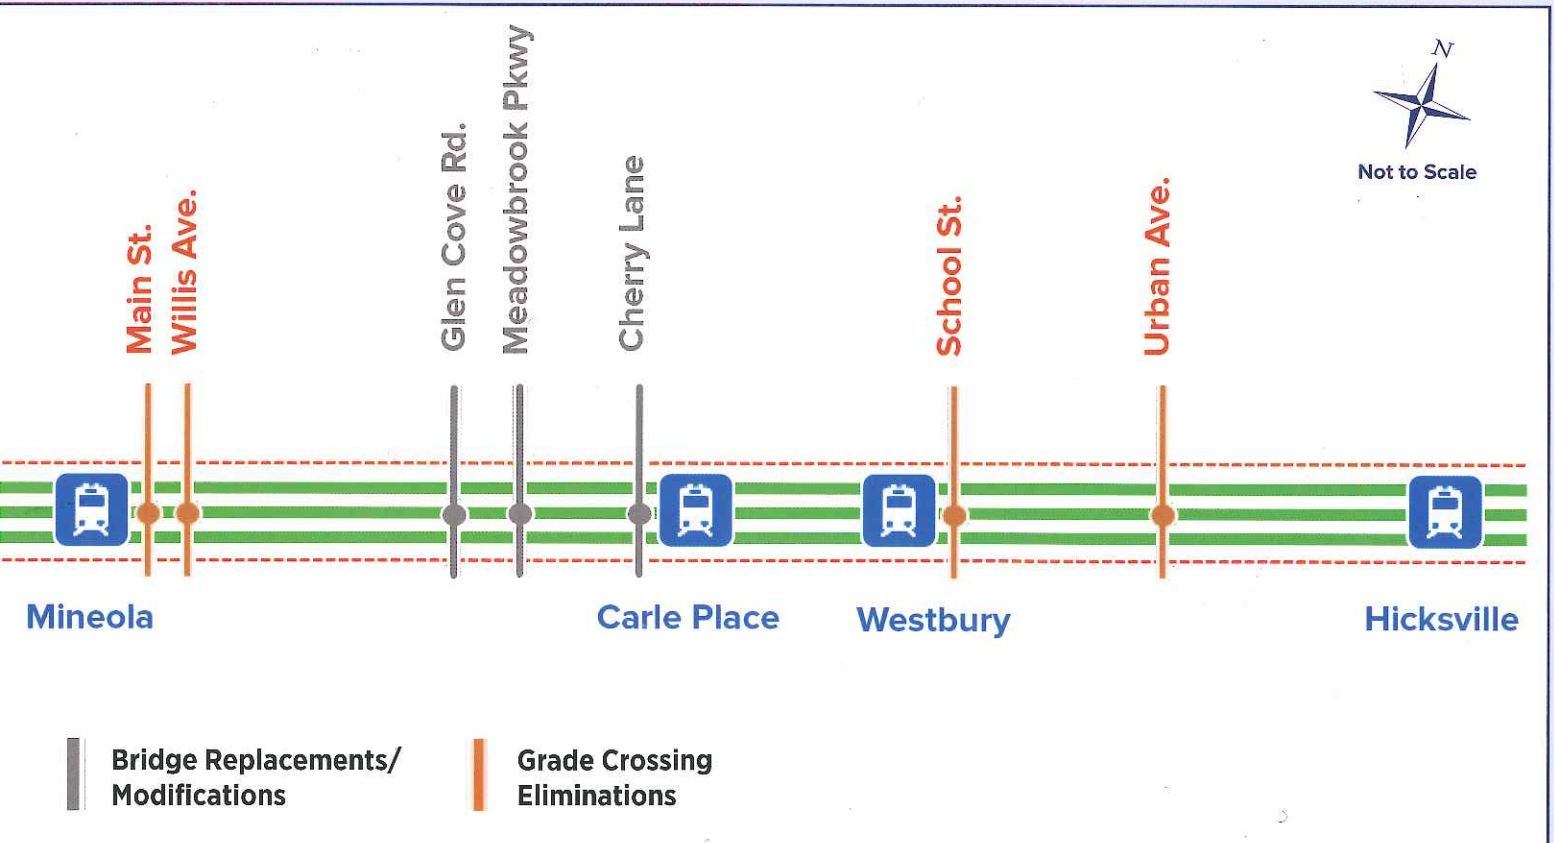 N
Not to Scale
Main St.
Willis Ave.
Glen Cove Rd.
Meadowbrook Pkwy
Cherry Lane
School St.
Urban Ave.
Mineola
Carle Place
Westbury
Hicksville
Bridge Replacements/
Modifications
Grade Crossing
Eliminations